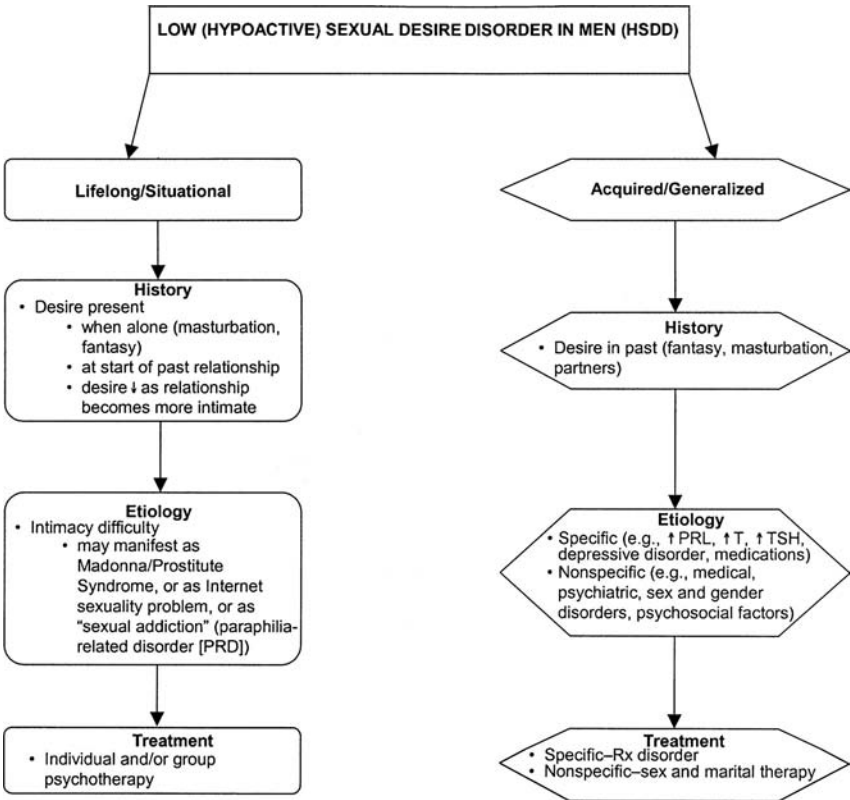 LOW (HYPOACTIVE) SEXUAL DESIRE DISORDER IN MEN (HSDD)
Lifelong/Situational
History
• Desire present
• when alone (masturbation,
fantasy)
• at start of past relationship
• desire ↓ as relationship
becomes more intimate
Etiology
• Intimacy difficulty
• may manifest as
Madonna/Prostitute
Syndrome, or as Internet
sexuality problem, or as
“sexual addiction” (paraphilia-
related disorder [PRD])
Treatment
• Individual and/or group
psychotherapy
Acquired/Generalized
History
• Desire in past (fantasy, masturbation,
partners)
Etiology
• Specific (e.g., ↑PRL, ↑T, ↑TSH,
depressive disorder, medications)
• Nonspecific (e.g., medical,
psychiatric, sex and gender
disorders, psychosocial factors)
Treatment
• Specific–Rx disorder
• Nonspecific–sex and marital therapy